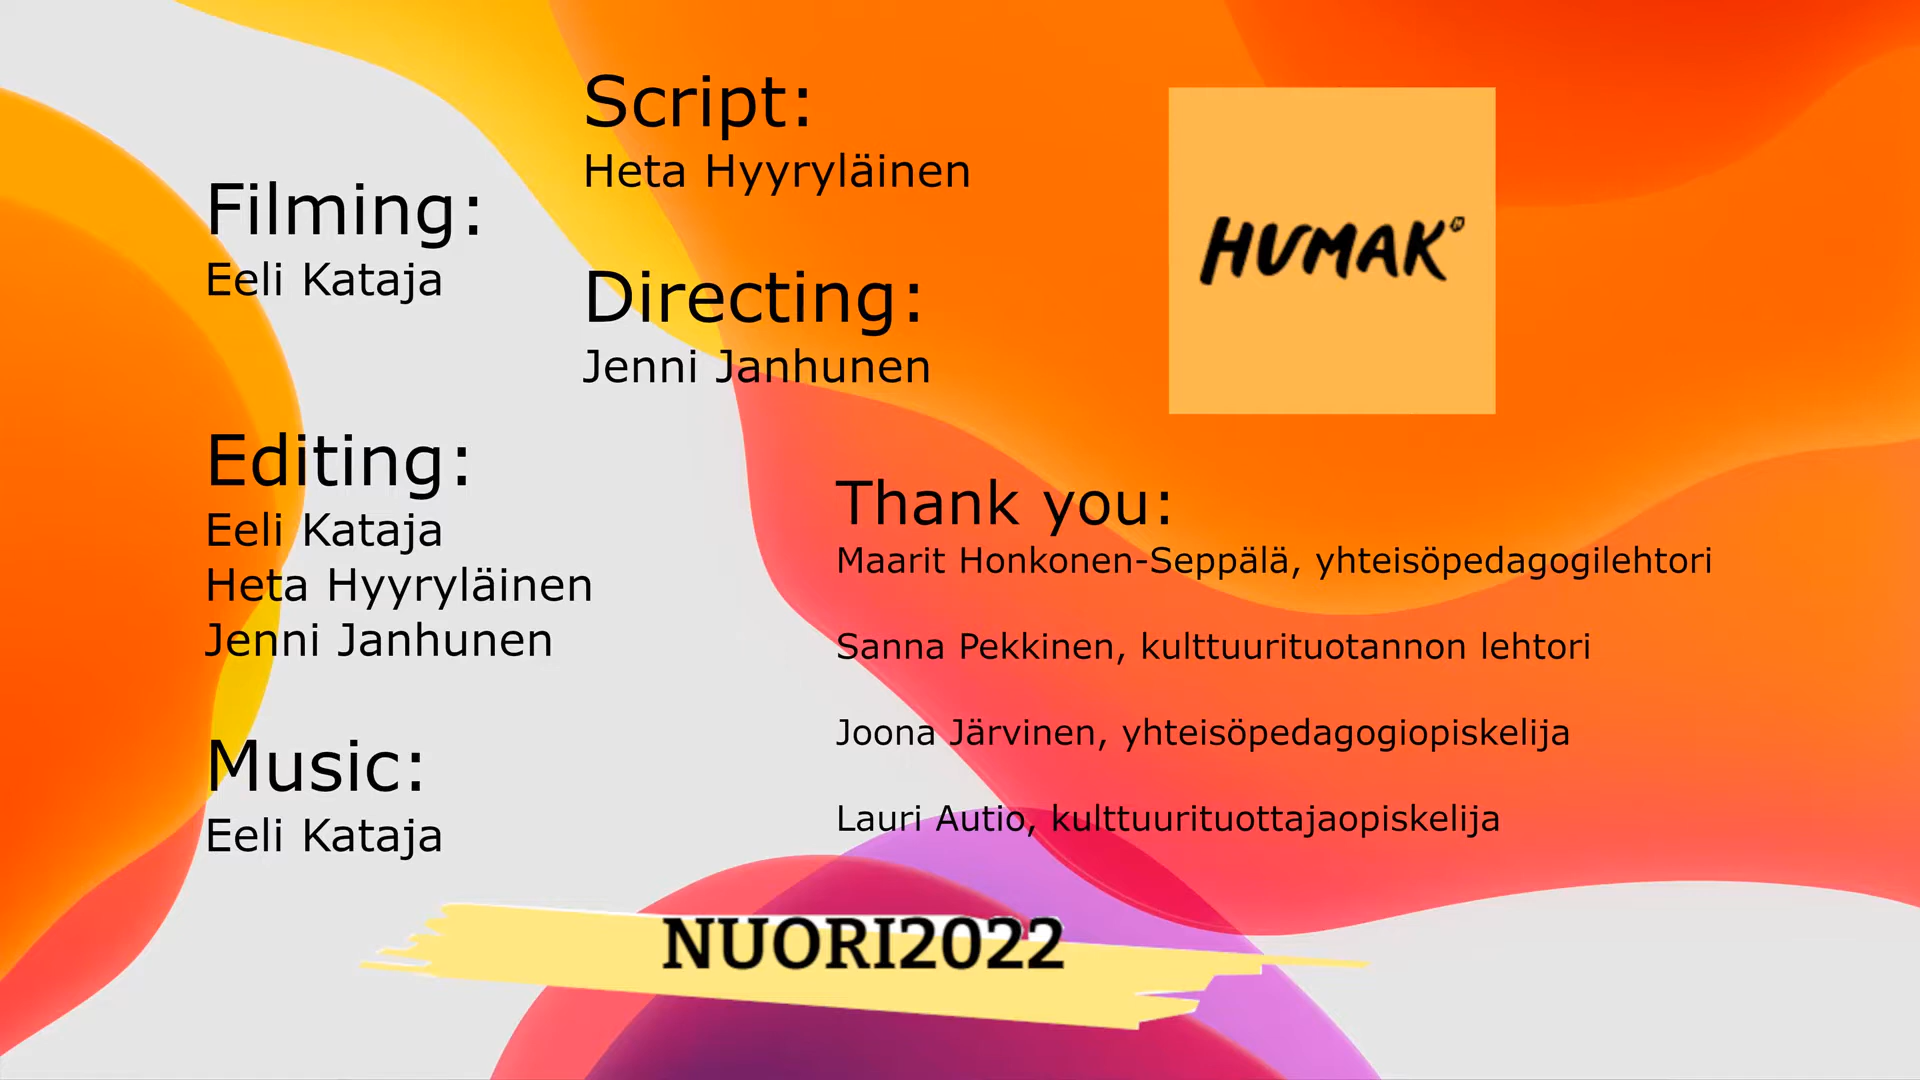 Filming:
Eeli Kataja
Editing:
Eeli Kataja
Heta Hyyryläinen
Jenni Janhunen
Music:
Eeli Kataja
Script:
Heta Hyyryläinen
Directing:
Jenni Janhunen
HUMAK
Thank you:
Maarit Honkonen-Seppälä, yhteisöpedagogilehtori
Sanna Pekkinen, kulttuurituotannon lehtori
Joona Järvinen, yhteisöpedagogiopiskelija
Lauri Autio, kulttuurituottajaopiskelija
NUORI2022